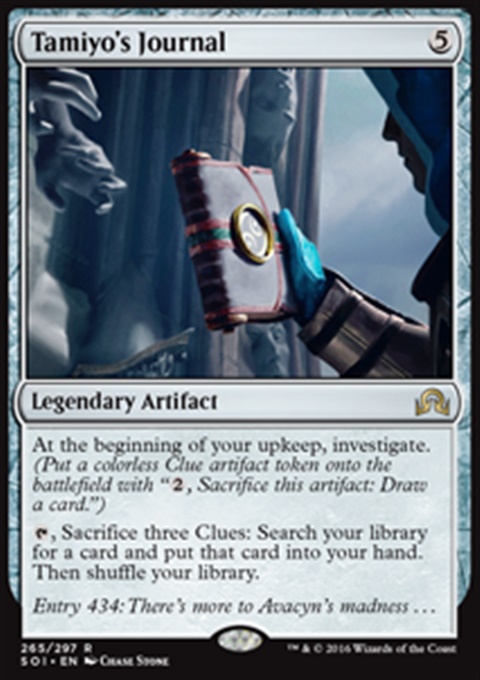 Tamiyo's Journal 5
Legendary Artifact
At the beginning of your upkeep, investigate.
(Put a colorless Clue artifact token onto the
battlefield with “2, Sacrifice this artifact: Draw
a card.”)
, Sacrifice three Clues: Search your library
for a card and put that card into your hand.
Then shuffle your library.
Entry 434: There's more to Avacyn's madness . . .
265/297 R
SOI • EN Chase Stone
™ & © 2016 Wizards of the Coast